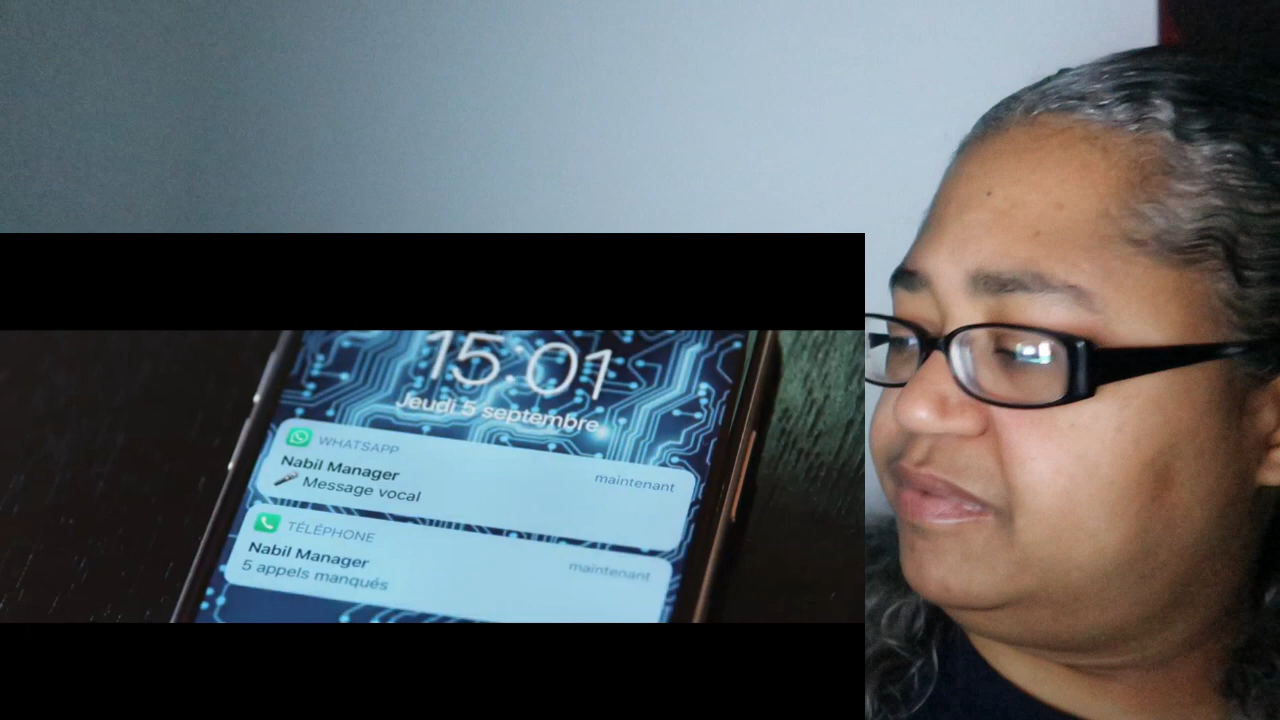 15:01
Jeudi 5 septembre
WHATSAPP
maintenant
Nabil Manager
🎤 Message vocal
TÉLÉPHONE
maintenant
Nabil Manager
5 appels manqués